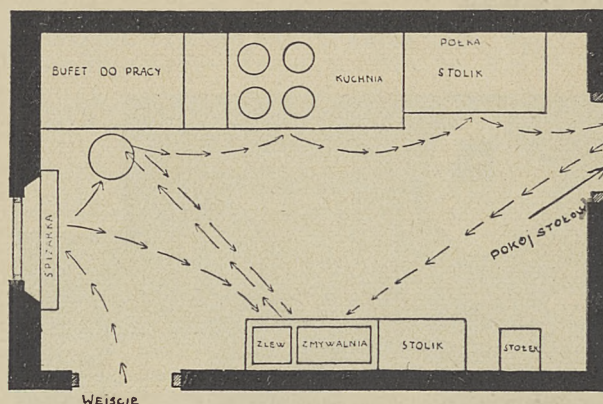 BUFET DO PRACY
KUCHNIA
PÓŁKA
STOLIK
SPIŻARKA
POKÓJ STOŁOWY
ZLEW
ZMYWALNIA
STOLIK
STOŁEK
WEJŚCIE